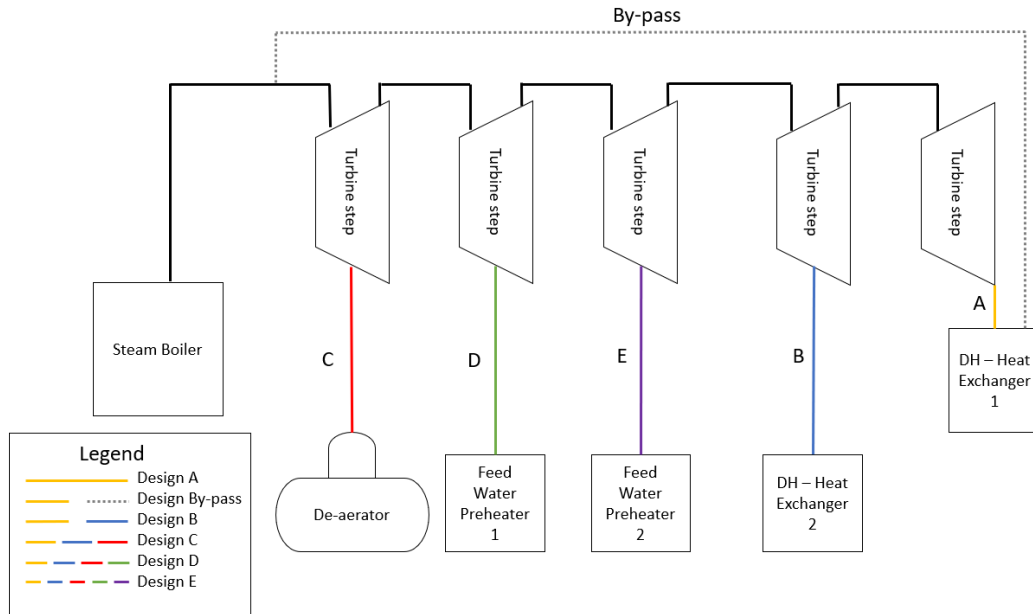 By-pass
Turbine step
Turbine step
Turbine step
Turbine step
Turbine step
A
Steam Boiler
C
D
E
B
DH – Heat
Exchanger
1
Legend
Design A
Design By-pass
Design B
Design C
Design D
Design E
De-aerator
Feed
Water
Preheater
1
Feed
Water
Preheater
2
DH – Heat
Exchanger
2